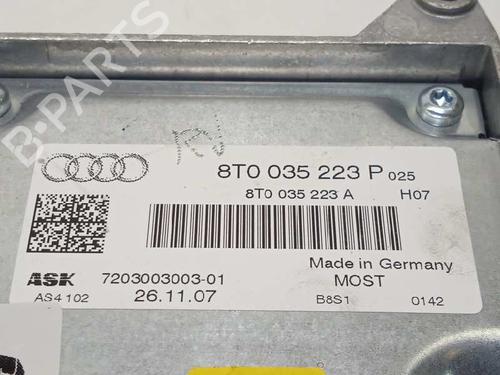 B-PARTS
8T0 035 223 P 025
8T0 035 223 A H07
ASK 7203003003-01 Made in Germany
AS4 102 26.11.07 MOST
B8S1 0142